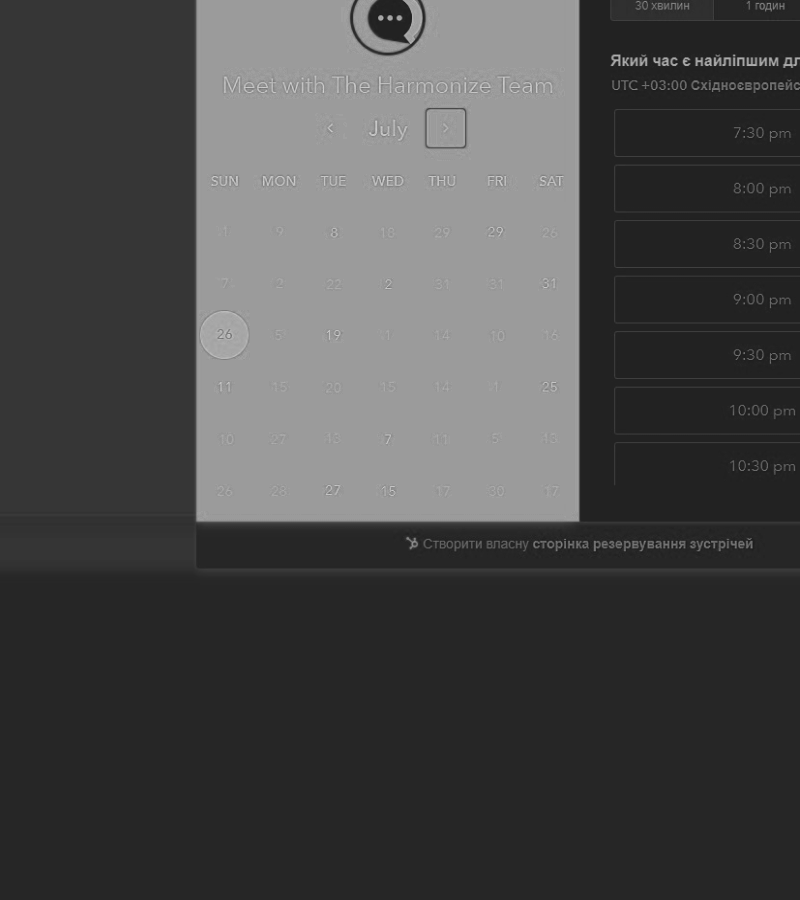 30 хвилин 1 годин
Meet with The Harmonize Team
July
SUN MON TUE WED THU FRI SAT
1 9 8 18 29 29 26
7 2 22 2 31 31 31
26 5 19 1 14 10 16
11 15 20 15 14 1 25
10 27 13 7 11 5 13
26 28 27 15 17 30 17
Який час є найліпшим
UTC +03:00
7:30 pm
8:00 pm
8:30 pm
9:00 pm
9:30 pm
10:00 pm
10:30 pm
Створити власну сторінка резервування зустрічей